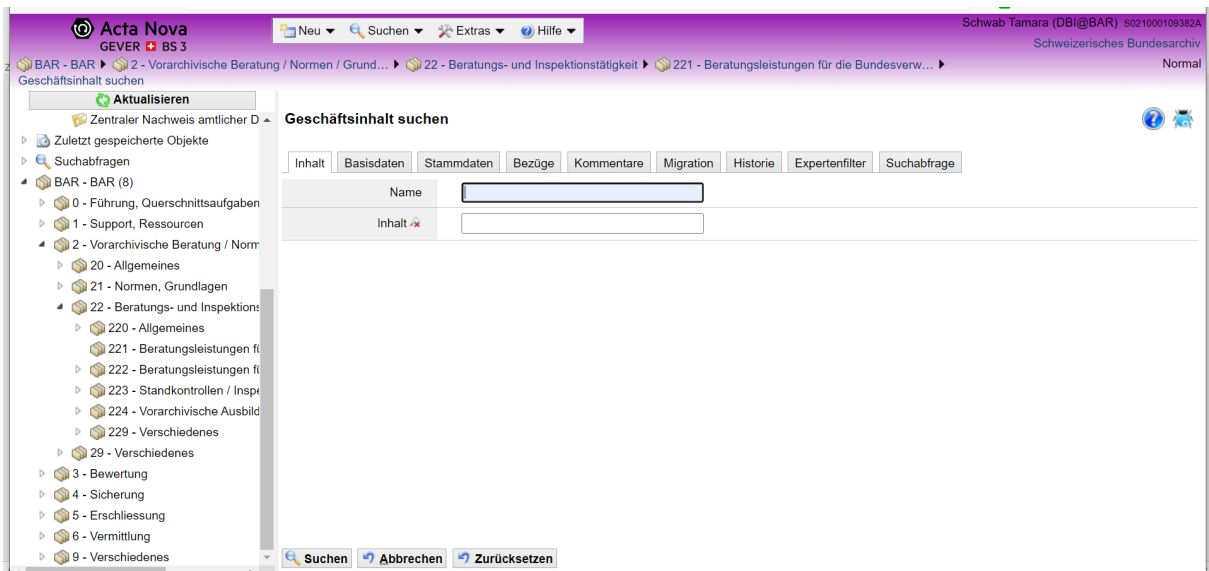 Acta Nova
GEVER BS 3
Neu Suchen Extras Hilfe
Schwab Tamara (DBI@BAR) S021000109382A
Schweizerisches Bundesarchiv
BAR - BAR 2 - Vorarchivische Beratung / Normen / Grund... 22 - Beratungs- und Inspektionstätigkeit 221 - Beratungsleistungen für die Bundesverw...
Normal
Geschäftsinhalt suchen
Aktualisieren
Zentraler Nachweis amtlicher D
Zuletzt gespeicherte Objekte
Suchabfragen
BAR - BAR (8)
0 - Führung, Querschnittsaufgaben
1 - Support, Ressourcen
2 - Vorarchivische Beratung / Norm
20 - Allgemeines
21 - Normen, Grundlagen
22 - Beratungs- und Inspektions
220 - Allgemeines
221 - Beratungsleistungen fü
222 - Beratungsleistungen fü
223 - Standkontrollen / Inspe
224 - Vorarchivische Ausbild
229 - Verschiedenes
29 - Verschiedenes
3 - Bewertung
4 - Sicherung
5 - Erschliessung
6 - Vermittlung
9 - Verschiedenes
Geschäftsinhalt suchen
Inhalt Basisdaten Stammdaten Bezüge Kommentare Migration Historie Expertenfilter Suchabfrage
Name
Inhalt
Suchen Abbrechen Zurücksetzen